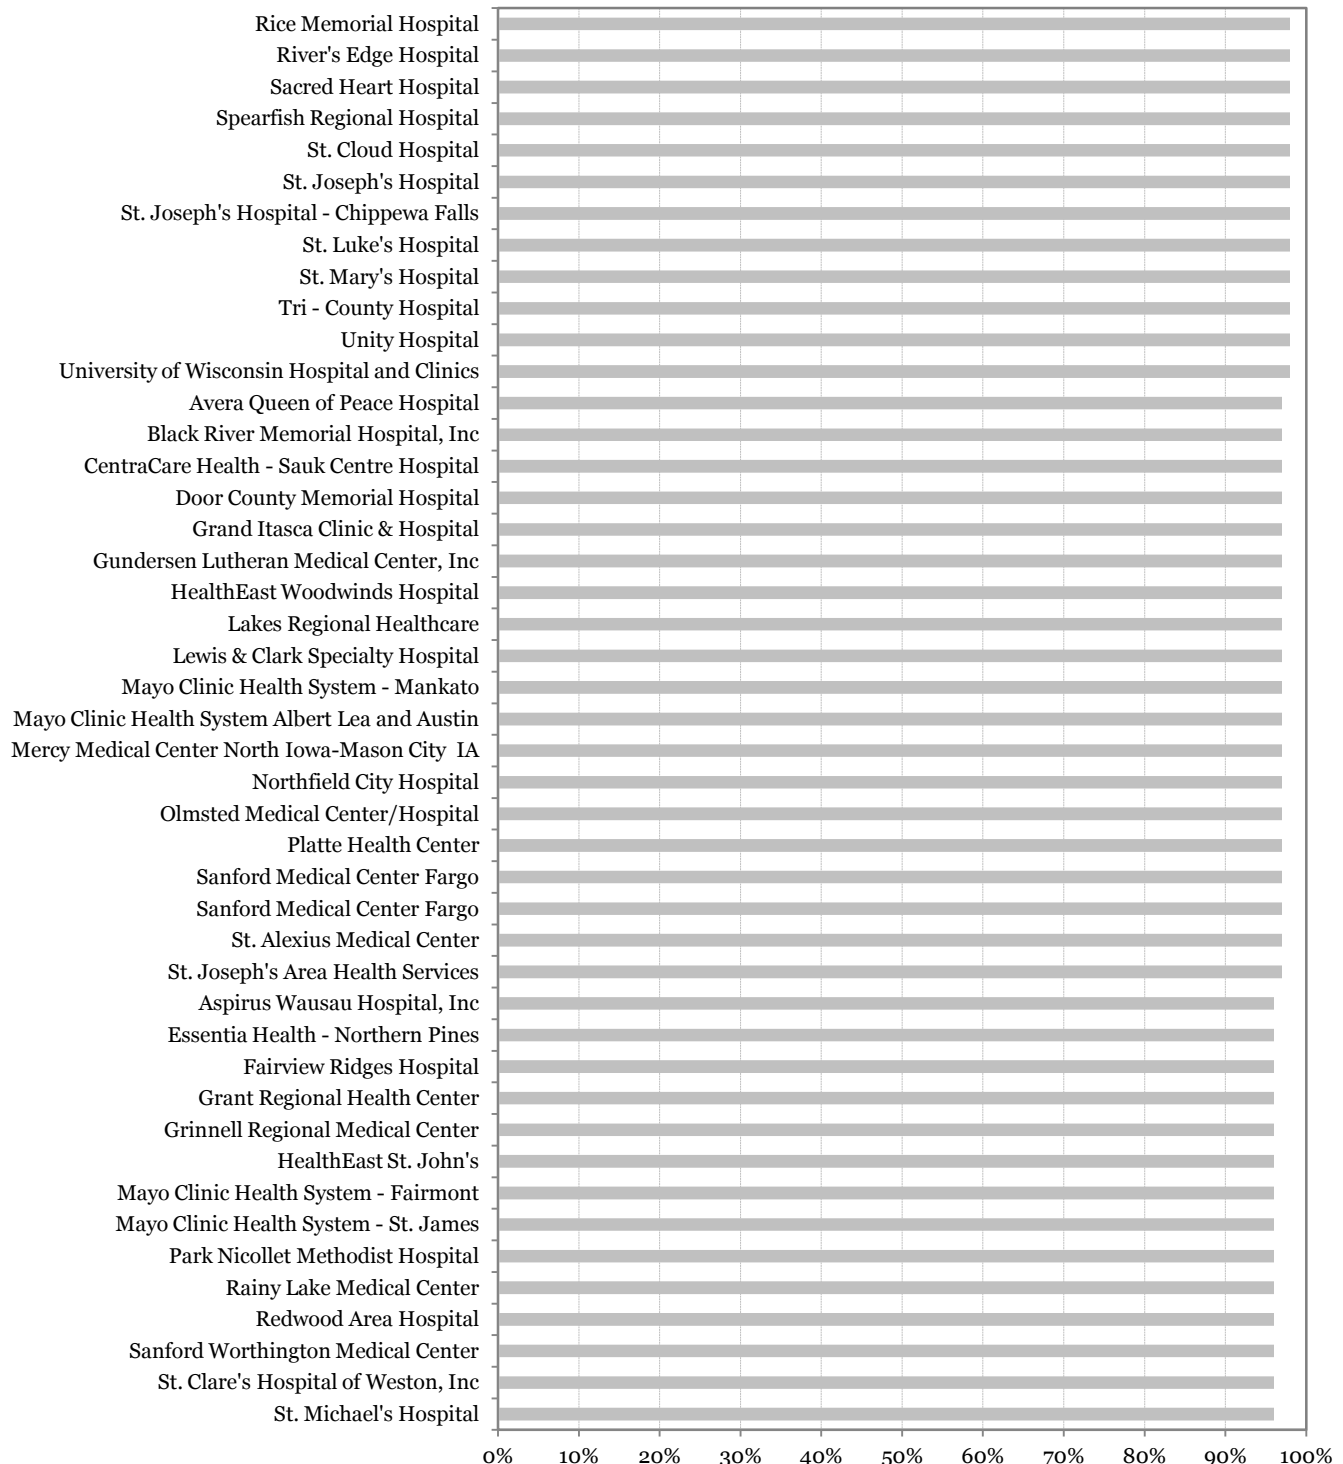 Rice Memorial Hospital
River's Edge Hospital
Sacred Heart Hospital
Spearfish Regional Hospital
St. Cloud Hospital
St. Joseph's Hospital
St. Joseph's Hospital - Chippewa Falls
St. Luke's Hospital
St. Mary's Hospital
Tri - County Hospital
Unity Hospital
University of Wisconsin Hospital and Clinics
Avera Queen of Peace Hospital
Black River Memorial Hospital, Inc
CentraCare Health - Sauk Centre Hospital
Door County Memorial Hospital
Grand Itasca Clinic & Hospital
Gundersen Lutheran Medical Center, Inc
HealthEast Woodwinds Hospital
Lakes Regional Healthcare
Lewis & Clark Specialty Hospital
Mayo Clinic Health System - Mankato
Mayo Clinic Health System Albert Lea and Austin
Mercy Medical Center North Iowa-Mason City  IA
Northfield City Hospital
Olmsted Medical Center/Hospital
Platte Health Center
Sanford Medical Center Fargo
Sanford Medical Center Fargo
St. Alexius Medical Center
St. Joseph's Area Health Services
Aspirus Wausau Hospital, Inc
Essentia Health - Northern Pines
Fairview Ridges Hospital
Grant Regional Health Center
Grinnell Regional Medical Center
HealthEast St. John's
Mayo Clinic Health System - Fairmont
Mayo Clinic Health System - St. James
Park Nicollet Methodist Hospital
Rainy Lake Medical Center
Redwood Area Hospital
Sanford Worthington Medical Center
St. Clare's Hospital of Weston, Inc
St. Michael's Hospital
0% 10% 20% 30% 40% 50% 60% 70% 80% 90% 100%